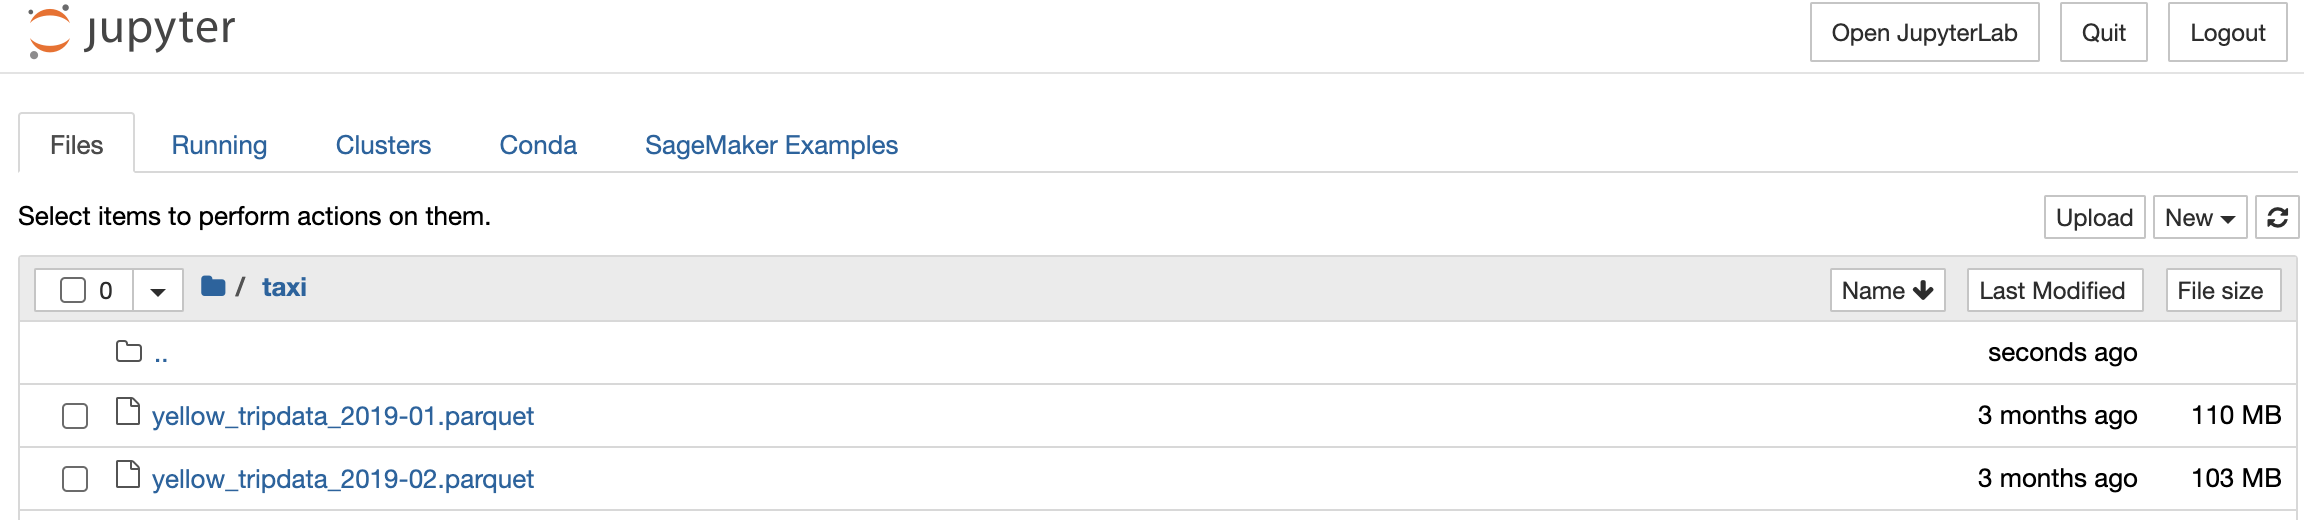 jupyter
Open JupyterLab Quit Logout
Files Running Clusters Conda SageMaker Examples
Select items to perform actions on them.
Upload New
0 / taxi Name Last Modified File size
.. seconds ago
yellow_tripdata_2019-01.parquet 3 months ago 110 MB
yellow_tripdata_2019-02.parquet 3 months ago 103 MB